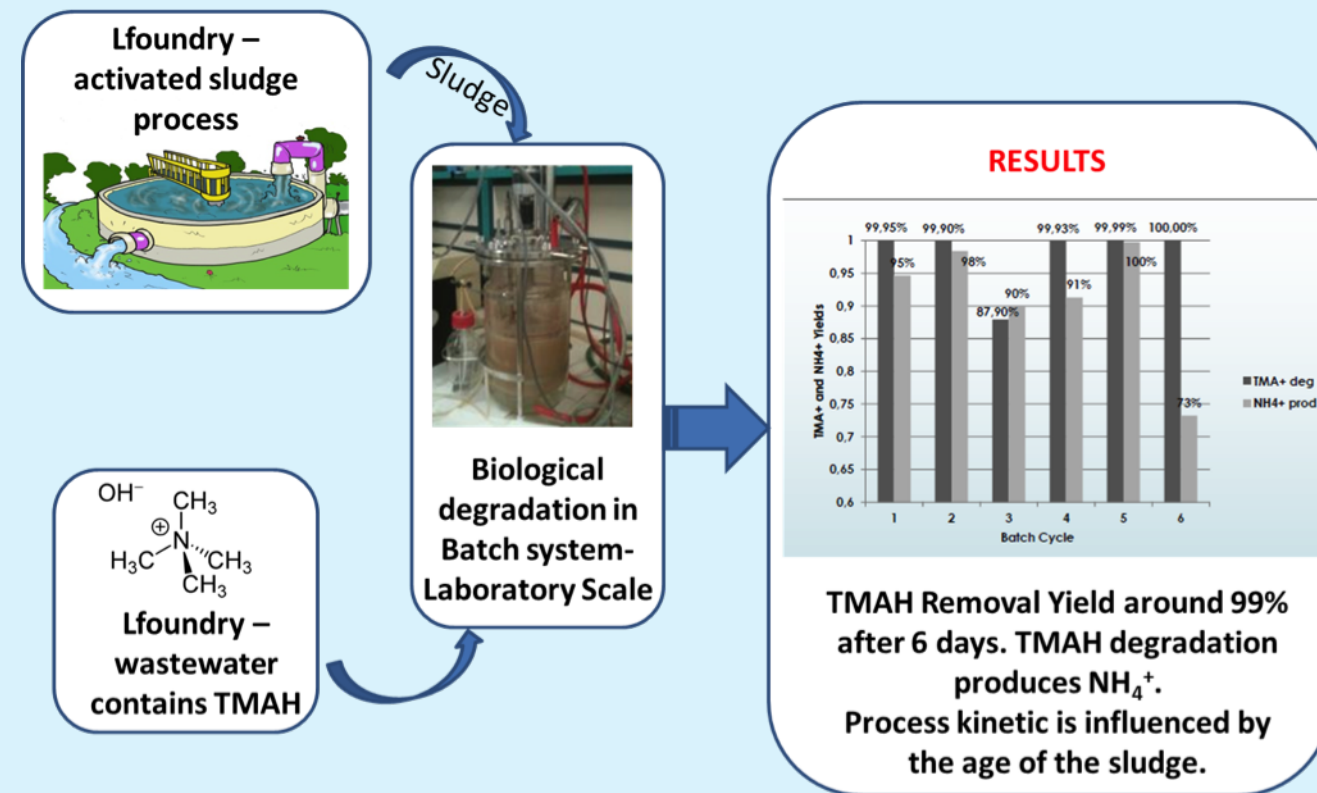 Lfoundry –
activated sludge
process
Sludge
OH⁻
CH₃
⊕
N
H₃C
CH₃
CH₃
Lfoundry –
wastewater
contains TMAH
Biological
degradation in
Batch system-
Laboratory Scale
RESULTS
99,95% 99,90% 99,93% 99,99% 100,00%
95% 98% 87,90% 90% 91% 100% 73%
TMA+ and NH4+ Yields
1
0,95
0,9
0,85
0,8
0,75
0,7
0,65
0,6
1 2 3 4 5 6
Batch Cycle
TMA+ deg
NH4+ prod
TMAH Removal Yield around 99%
after 6 days. TMAH degradation
produces NH₄⁺.
Process kinetic is influenced by
the age of the sludge.